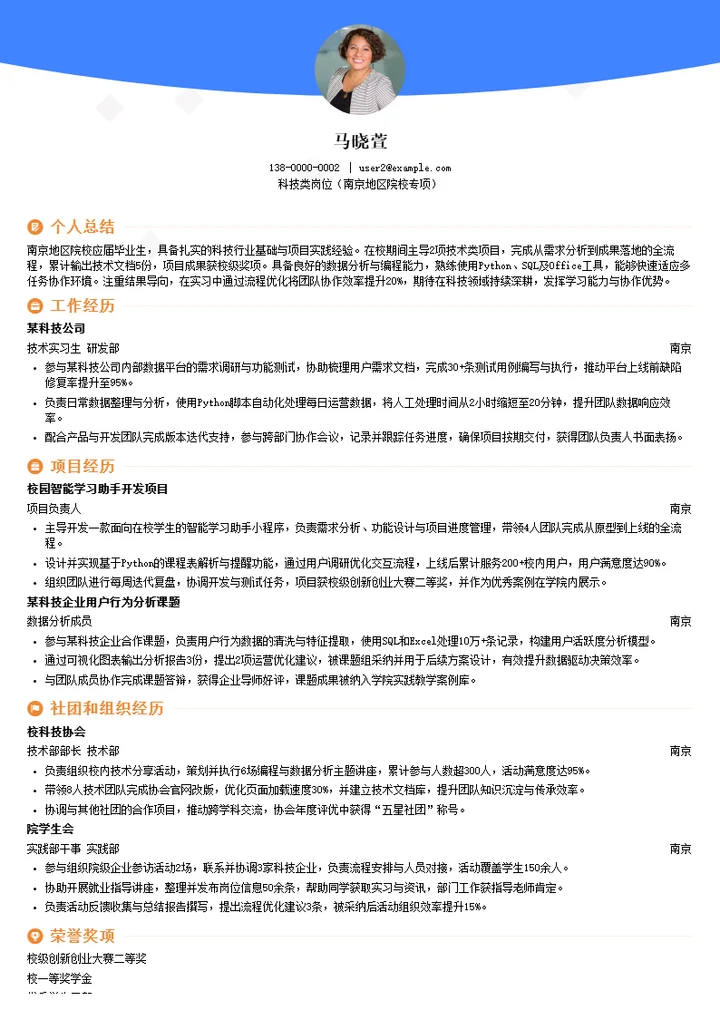 马晓萱
138-0000-0002 | user2@example.com
科技类岗位（南京地区院校专项）
个人总结
南京地区院校应届毕业生，具备扎实的科技行业基础与项目实践经验。在校期间主导2项技术类项目，完成从需求分析到成果落地的全流
程，累计输出技术文档5份，项目成果获校级奖项。具备良好的数据分析与编程能力，熟练使用Python、SQL及Office工具，能够快速适应多
任务协作环境。注重结果导向，在实习中通过流程优化将团队协作效率提升20%，期待在科技领域持续深耕，发挥学习能力与协作优势。
工作经历
某科技公司
技术实习生 研发部 南京
• 参与某科技公司内部数据平台的需求调研与功能测试，协助梳理用户需求文档，完成30+条测试用例编写与执行，推动平台上线前缺陷
修复率提升至95%。
• 负责日常数据整理与分析，使用Python脚本自动化处理每日运营数据，将人工处理时间从2小时缩短至20分钟，提升团队数据响应效
率。
• 配合产品与开发团队完成版本迭代支持，参与跨部门协作会议，记录并跟踪任务进度，确保项目按期交付，获得团队负责人书面表扬。
项目经历
校园智能学习助手开发项目
项目负责人 南京
• 主导开发一款面向在校学生的智能学习助手小程序，负责需求分析、功能设计与项目进度管理，带领4人团队完成从原型到上线的全流
程。
• 设计并实现基于Python的课程表解析与提醒功能，通过用户调研优化交互流程，上线后累计服务200+校内用户，用户满意度达90%。
• 组织团队进行每周迭代复盘，协调开发与测试任务，项目获校级创新创业大赛二等奖，并作为优秀案例在学院内展示。
某科技企业用户行为分析课题
数据分析成员 南京
• 参与某科技企业合作课题，负责用户行为数据的清洗与特征提取，使用SQL和Excel处理10万+条记录，构建用户活跃度分析模型。
• 通过可视化图表输出分析报告3份，提出2项运营优化建议，被课题组采纳并用于后续方案设计，有效提升数据驱动决策效率。
• 与团队成员协作完成课题答辩，获得企业导师好评，课题成果被纳入学院实践教学案例库。
社团和组织经历
校科技协会
技术部部长 技术部 南京
• 负责组织校内技术分享活动，策划并执行6场编程与数据分析主题讲座，累计参与人数超300人，活动满意度达95%。
• 带领8人技术团队完成协会官网改版，优化页面加载速度30%，并建立技术文档库，提升团队知识沉淀与传承效率。
• 协调与其他社团的合作项目，推动跨学科交流，协会年度评优中获得“五星社团”称号。
院学生会
实践部干事 实践部 南京
• 参与组织院级企业参访活动2场，联系并协调3家科技企业，负责流程安排与人员对接，活动覆盖学生150余人。
• 协助开展就业指导讲座，整理并发布岗位信息50余条，帮助同学获取实习与资讯，部门工作获指导老师肯定。
• 负责活动反馈收集与总结报告撰写，提出流程优化建议3条，被采纳后活动组织效率提升15%。
荣誉奖项
校级创新创业大赛二等奖
校一等奖学金